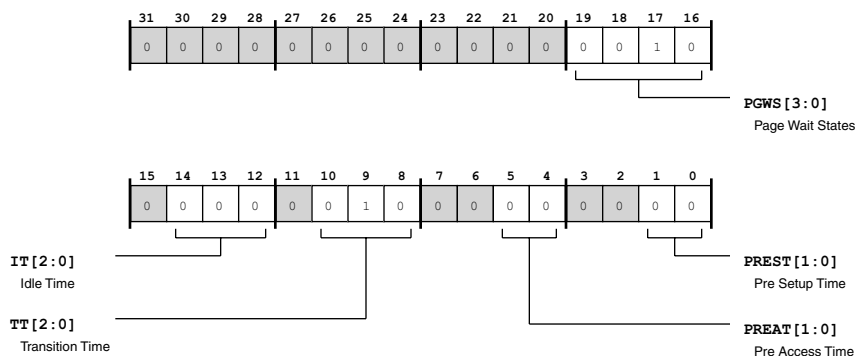 31 30 29 28 27 26 25 24 23 22 21 20 19 18 17 16
0 0 0 0 0 0 0 0 0 0 0 0 0 0 1 0
PGWS[3:0]
Page Wait States
15 14 13 12 11 10 9 8 7 6 5 4 3 2 1 0
0 0 0 0 0 0 1 0 0 0 0 0 0 0 0 0
IT[2:0]
Idle Time
PREST[1:0]
Pre Setup Time
TT[2:0]
Transition Time
PREAT[1:0]
Pre Access Time